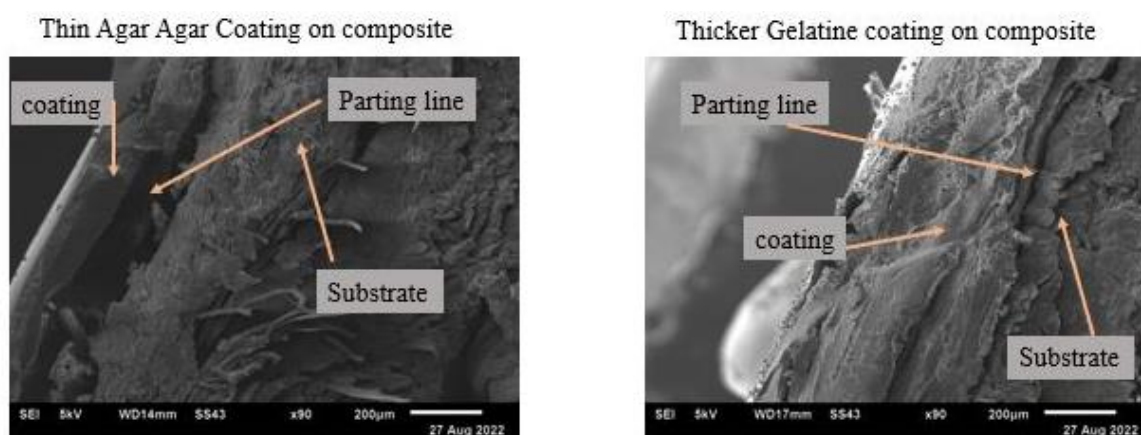 Thin Agar Agar Coating on composite
coating
Parting line
Substrate
SEI 5kV WD14mm SS43 x90 200μm
27 Aug 2022
Thicker Gelatine coating on composite
Parting line
coating
Substrate
SEI 5kV WD17mm SS43 x90 200μm
27 Aug 2022